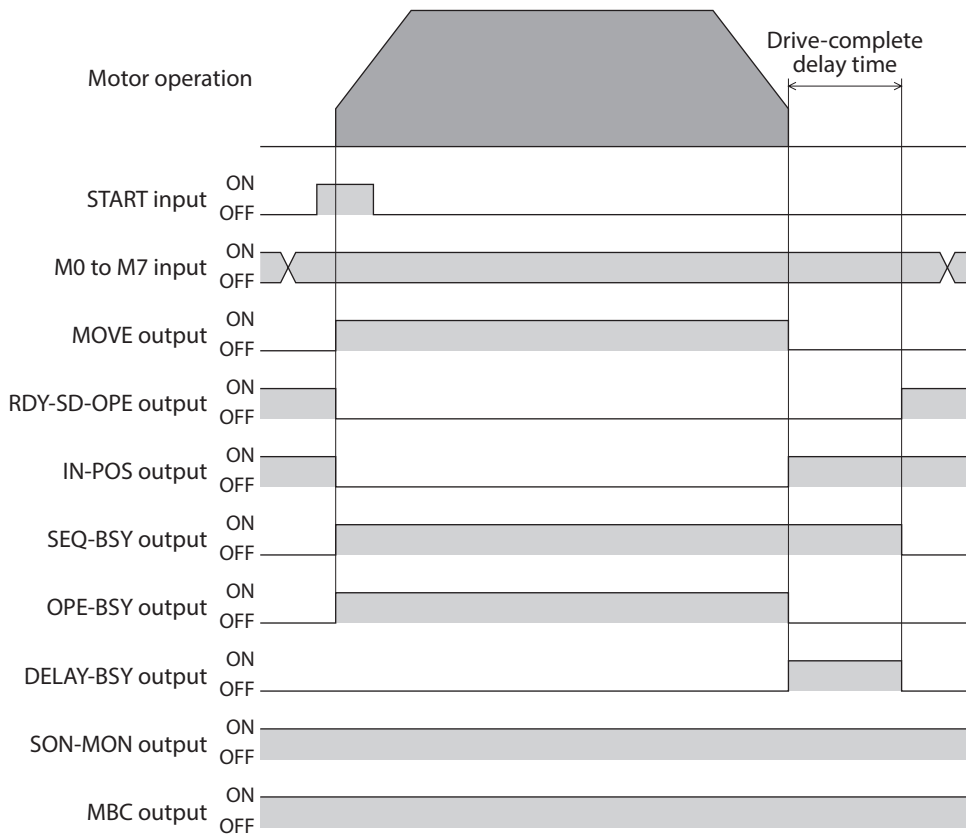 Drive-complete
delay time
Motor operation
START input
ON
OFF
M0 to M7 input
ON
OFF
MOVE output
ON
OFF
RDY-SD-OPE output
ON
OFF
IN-POS output
ON
OFF
SEQ-BSY output
ON
OFF
OPE-BSY output
ON
OFF
DELAY-BSY output
ON
OFF
SON-MON output
ON
OFF
MBC output
ON
OFF